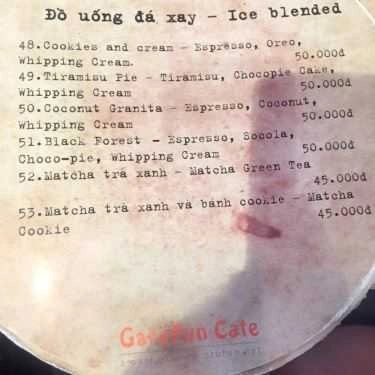 Đồ uống đá xay - Ice blended
48.Cookies and cream - Espresso, Oreo,
Whipping Cream. 50.000đ
49.Tiramisu Pie - Tiramisu, Chocopie Cake,
Whipping Cream 50.000đ
50.Coconut Granita - Espresso, Coconut,
Whipping Cream 50.000đ
51.Black Forest - Espresso, Socola,
Choco-pie, Whipping Cream 50.000đ
52.Matcha trà xanh - Matcha Green Tea
45.000đ
53.Matcha trà xanh và bánh cookie - Matcha
Cookie 45.000đ
Cafe